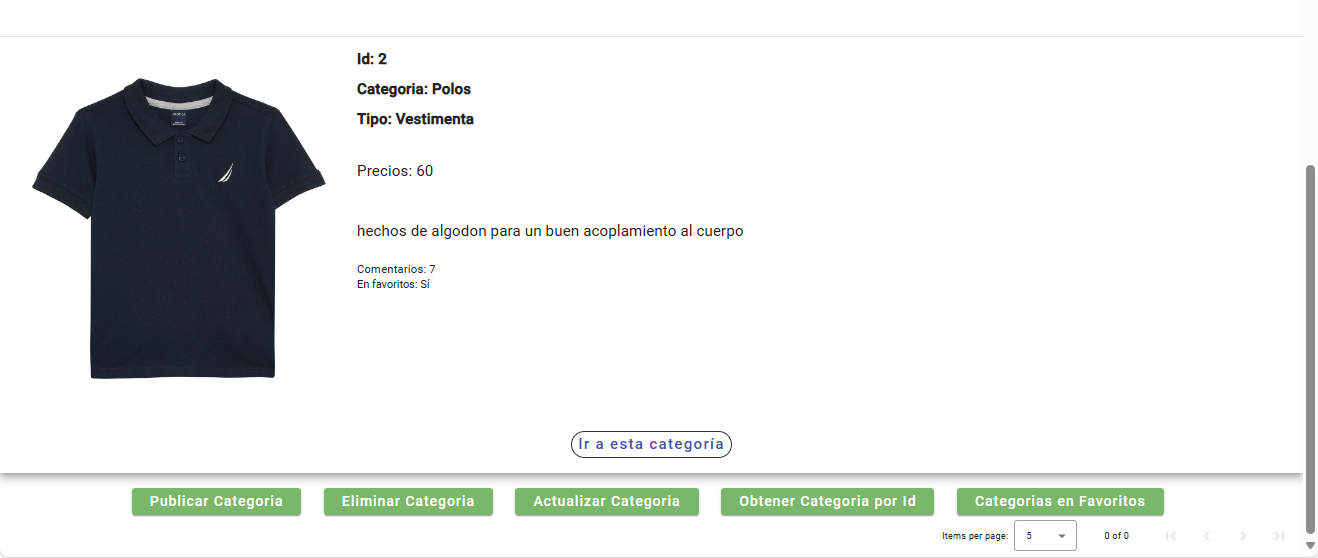 Id: 2
Categoria: Polos
Tipo: Vestimenta
Precios: 60
hechos de algodon para un buen acoplamiento al cuerpo
Comentarios: 7
En favoritos: Sí
Ir a esta categoría
Publicar Categoria Eliminar Categoria Actualizar Categoria Obtener Categoria por Id Categorias en Favoritos
Items per page: 5 0 of 0